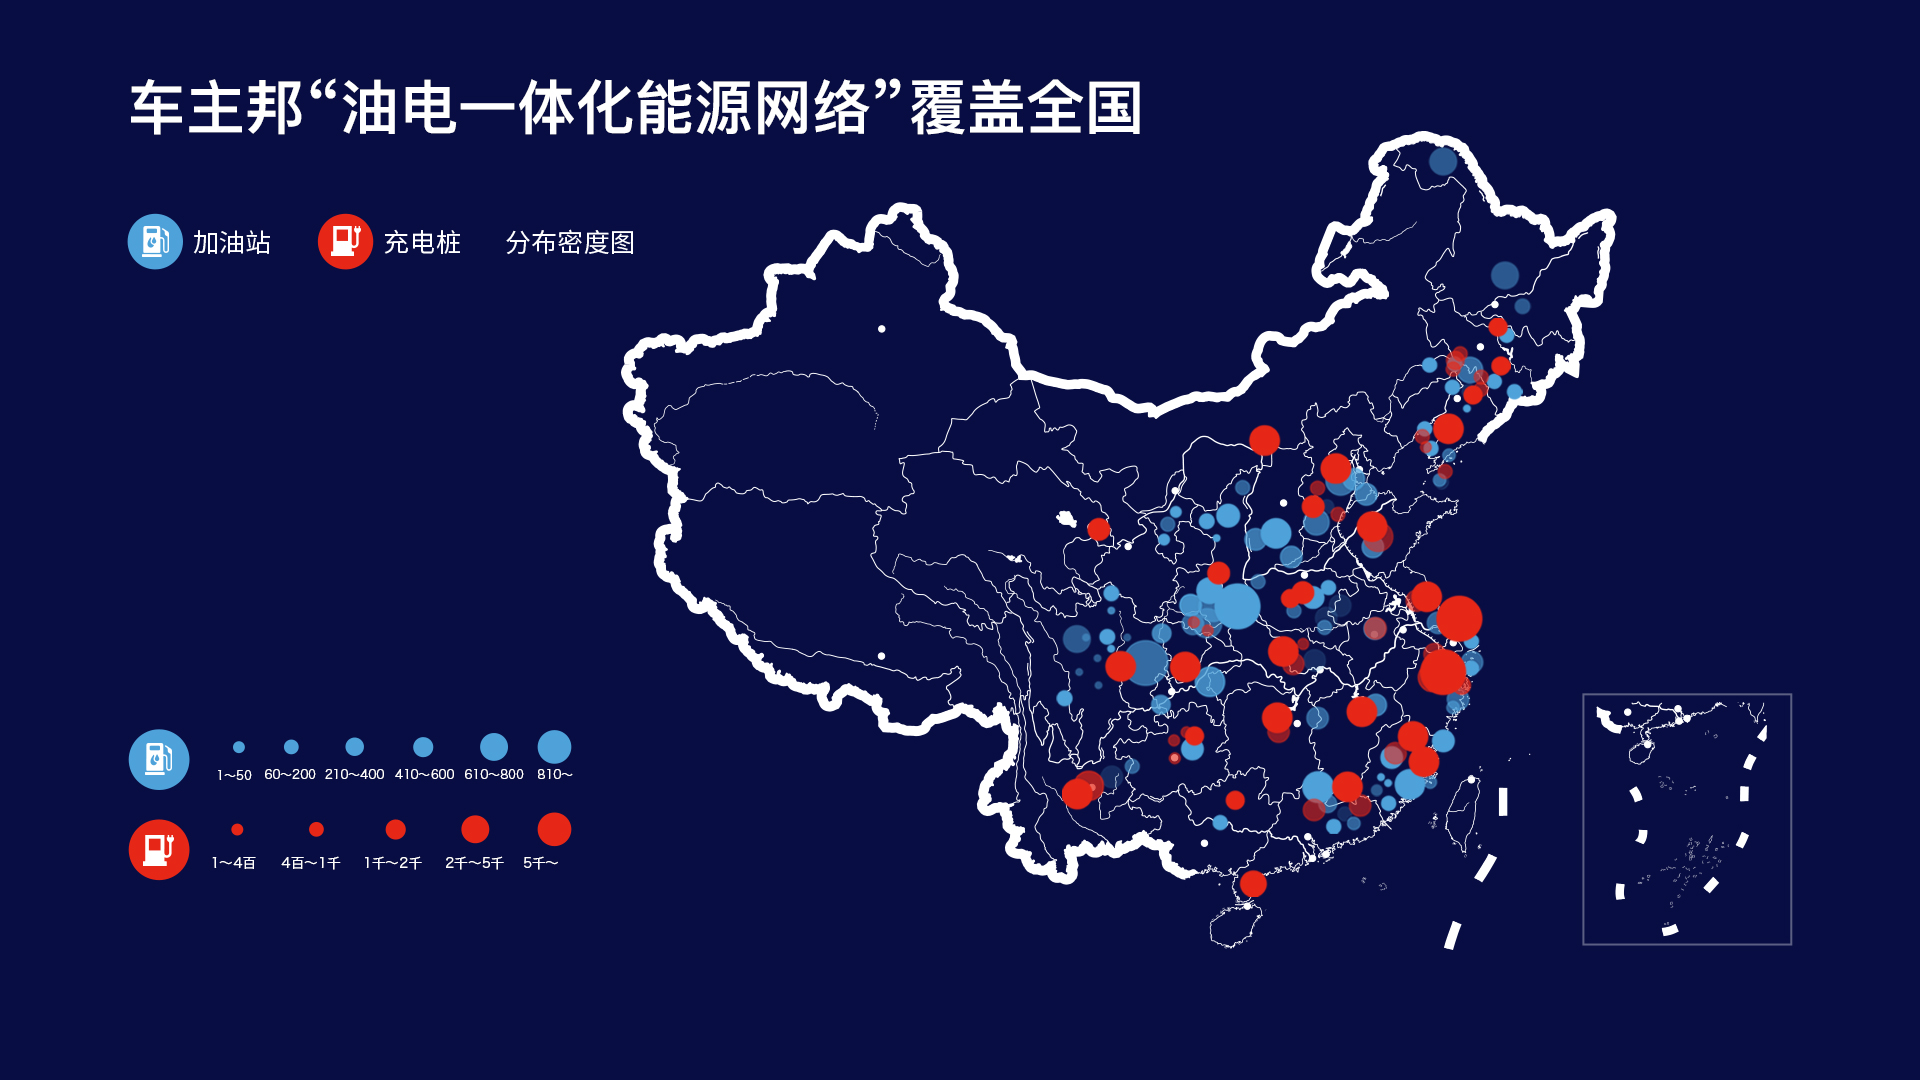 车主邦“油电一体化能源网络”覆盖全国
加油站 充电桩 分布密度图
1～50 60～200 210～400 410～600 610～800 810～
1～4百 4百～1千 1千～2千 2千～5千 5千～